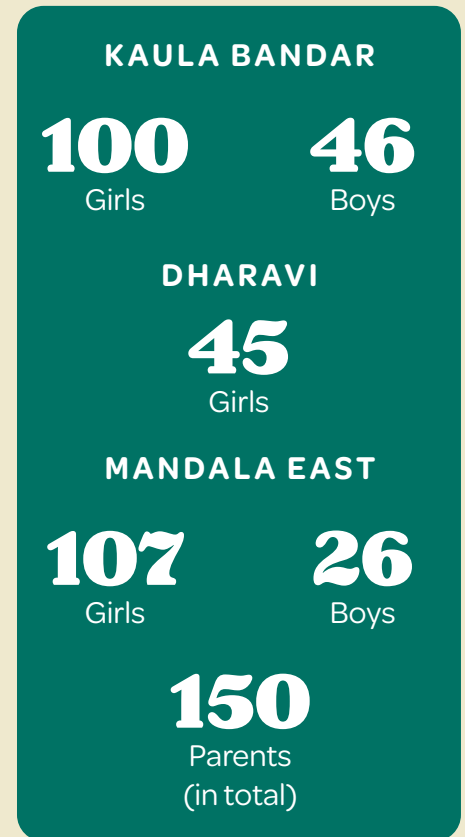 KAULA BANDAR
100 46
Girls Boys
DHARAVI
45
Girls
MANDALA EAST
107 26
Girls Boys
150
Parents
(in total)